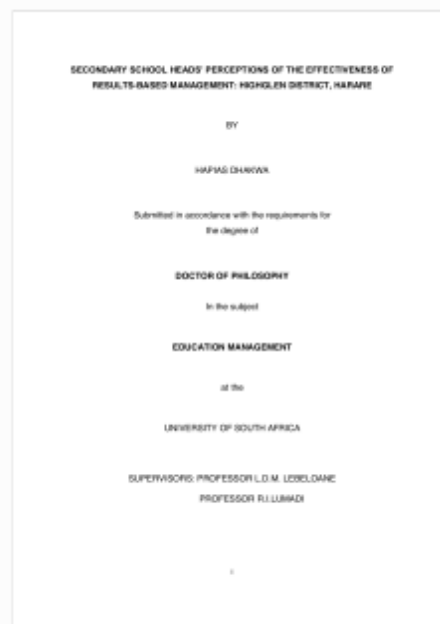 SECONDARY SCHOOL HEADS' PERCEPTIONS OF THE EFFECTIVENESS OF
RESULTS-BASED MANAGEMENT: HIGHGLEN DISTRICT, HARARE
BY
HAPIAS DHAKWA
Submitted in accordance with the requirements for
the degree of
DOCTOR OF PHILOSOPHY
In the subject
EDUCATION MANAGEMENT
at the
UNIVERSITY OF SOUTH AFRICA
SUPERVISORS: PROFESSOR L.D.M. LEBELOANE
PROFESSOR R.I.LUMADI